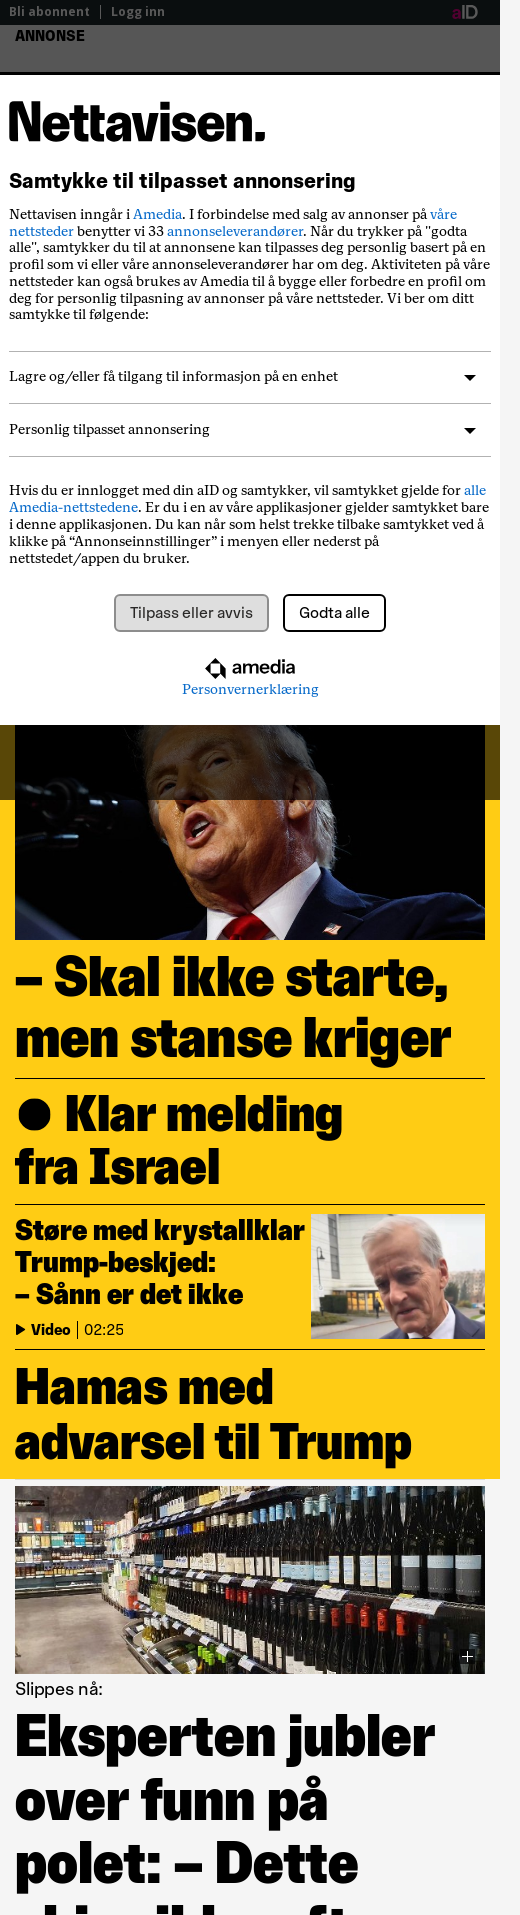 Bli abonnent | Logg inn aID
ANNONSE
Nettavisen.
Samtykke til tilpasset annonsering
Nettavisen inngår i Amedia. I forbindelse med salg av annonser på våre
nettsteder benytter vi 33 annonseleverandører. Når du trykker på "godta
alle", samtykker du til at annonsene kan tilpasses deg personlig basert på en
profil som vi eller våre annonseleverandører har om deg. Aktiviteten på våre
nettsteder kan også brukes av Amedia til å bygge eller forbedre en profil om
deg for personlig tilpasning av annonser på våre nettsteder. Vi ber om ditt
samtykke til følgende:
Lagre og/eller få tilgang til informasjon på en enhet
Personlig tilpasset annonsering
Hvis du er innlogget med din aID og samtykker, vil samtykket gjelde for alle
Amedia-nettstedene. Er du i en av våre applikasjoner gjelder samtykket bare
i denne applikasjonen. Du kan når som helst trekke tilbake samtykket ved å
klikke på “Annonseinnstillinger” i menyen eller nederst på
nettstedet/appen du bruker.
Tilpass eller avvis Godta alle
amedia
Personvernerklæring
– Skal ikke starte,
men stanse kriger
● Klar melding
fra Israel
Støre med krystallklar
Trump-beskjed:
– Sånn er det ikke
Video | 02:25
Hamas med
advarsel til Trump
Slippes nå:
Eksperten jubler
over funn på
polet: – Dette